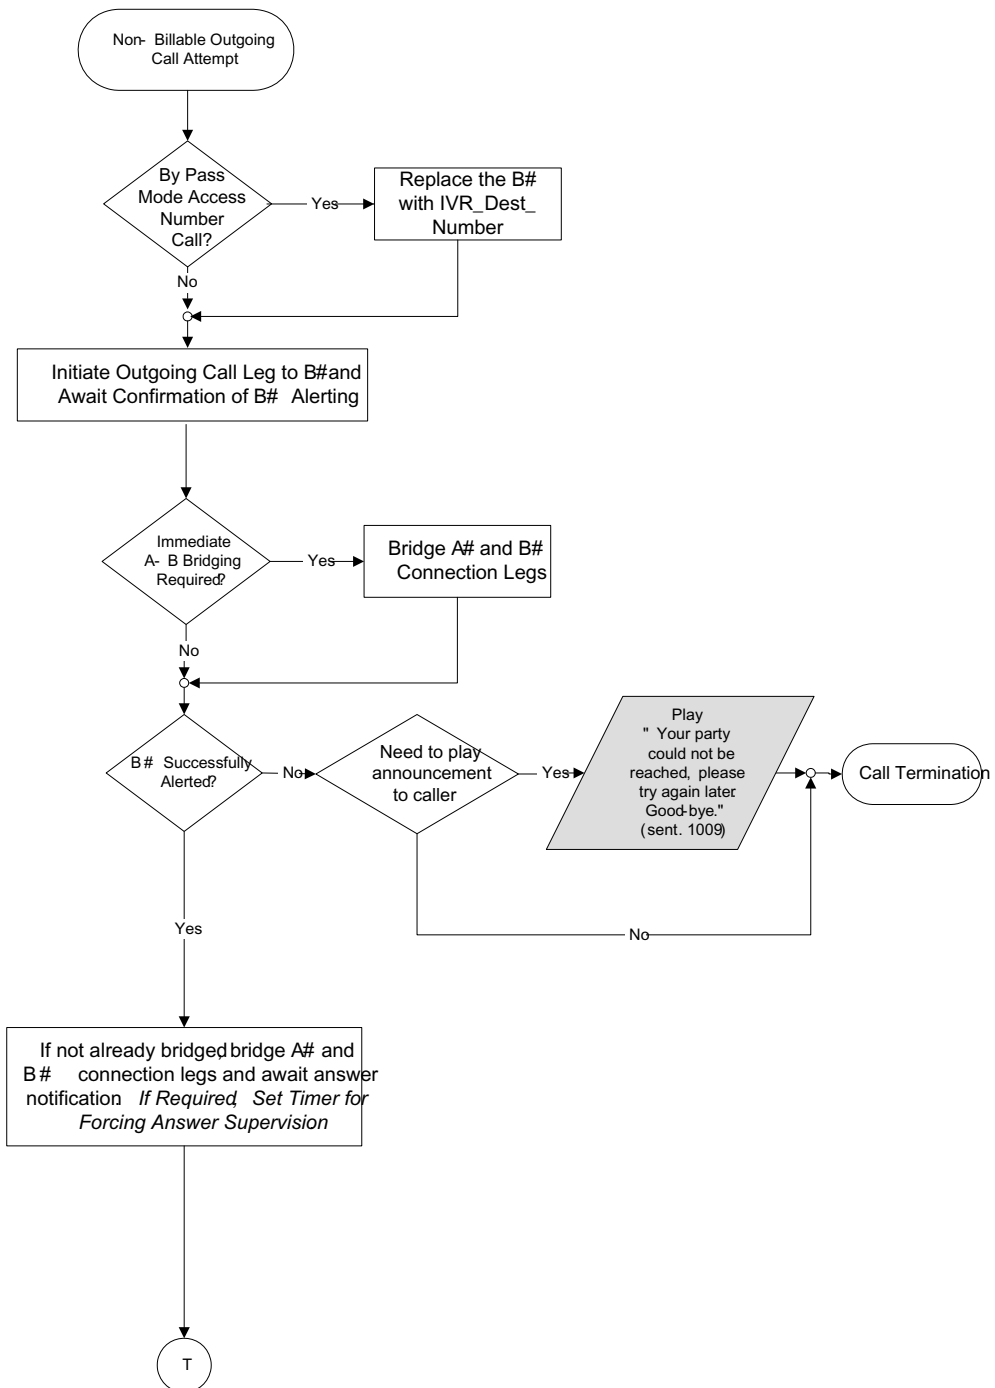 Non- Billable Outgoing
Call Attempt
By Pass
Mode Access
Number
Call?
Yes
Replace the B#
with IVR_Dest_
Number
No
Initiate Outgoing Call Leg to B# and
Await Confirmation of B# Alerting
Immediate
A- B Bridging
Required?
Yes
Bridge A# and B#
Connection Legs
No
B# Successfully
Alerted?
No
Need to play
announcement
to caller
Yes
Play
" Your party
could not be
reached, please
try again later.
Good-bye."
(sent. 1009)
Call Termination
Yes
No
If not already bridged, bridge A# and
B# connection legs and await answer
notification. If Required, Set Timer for
Forcing Answer Supervision
T